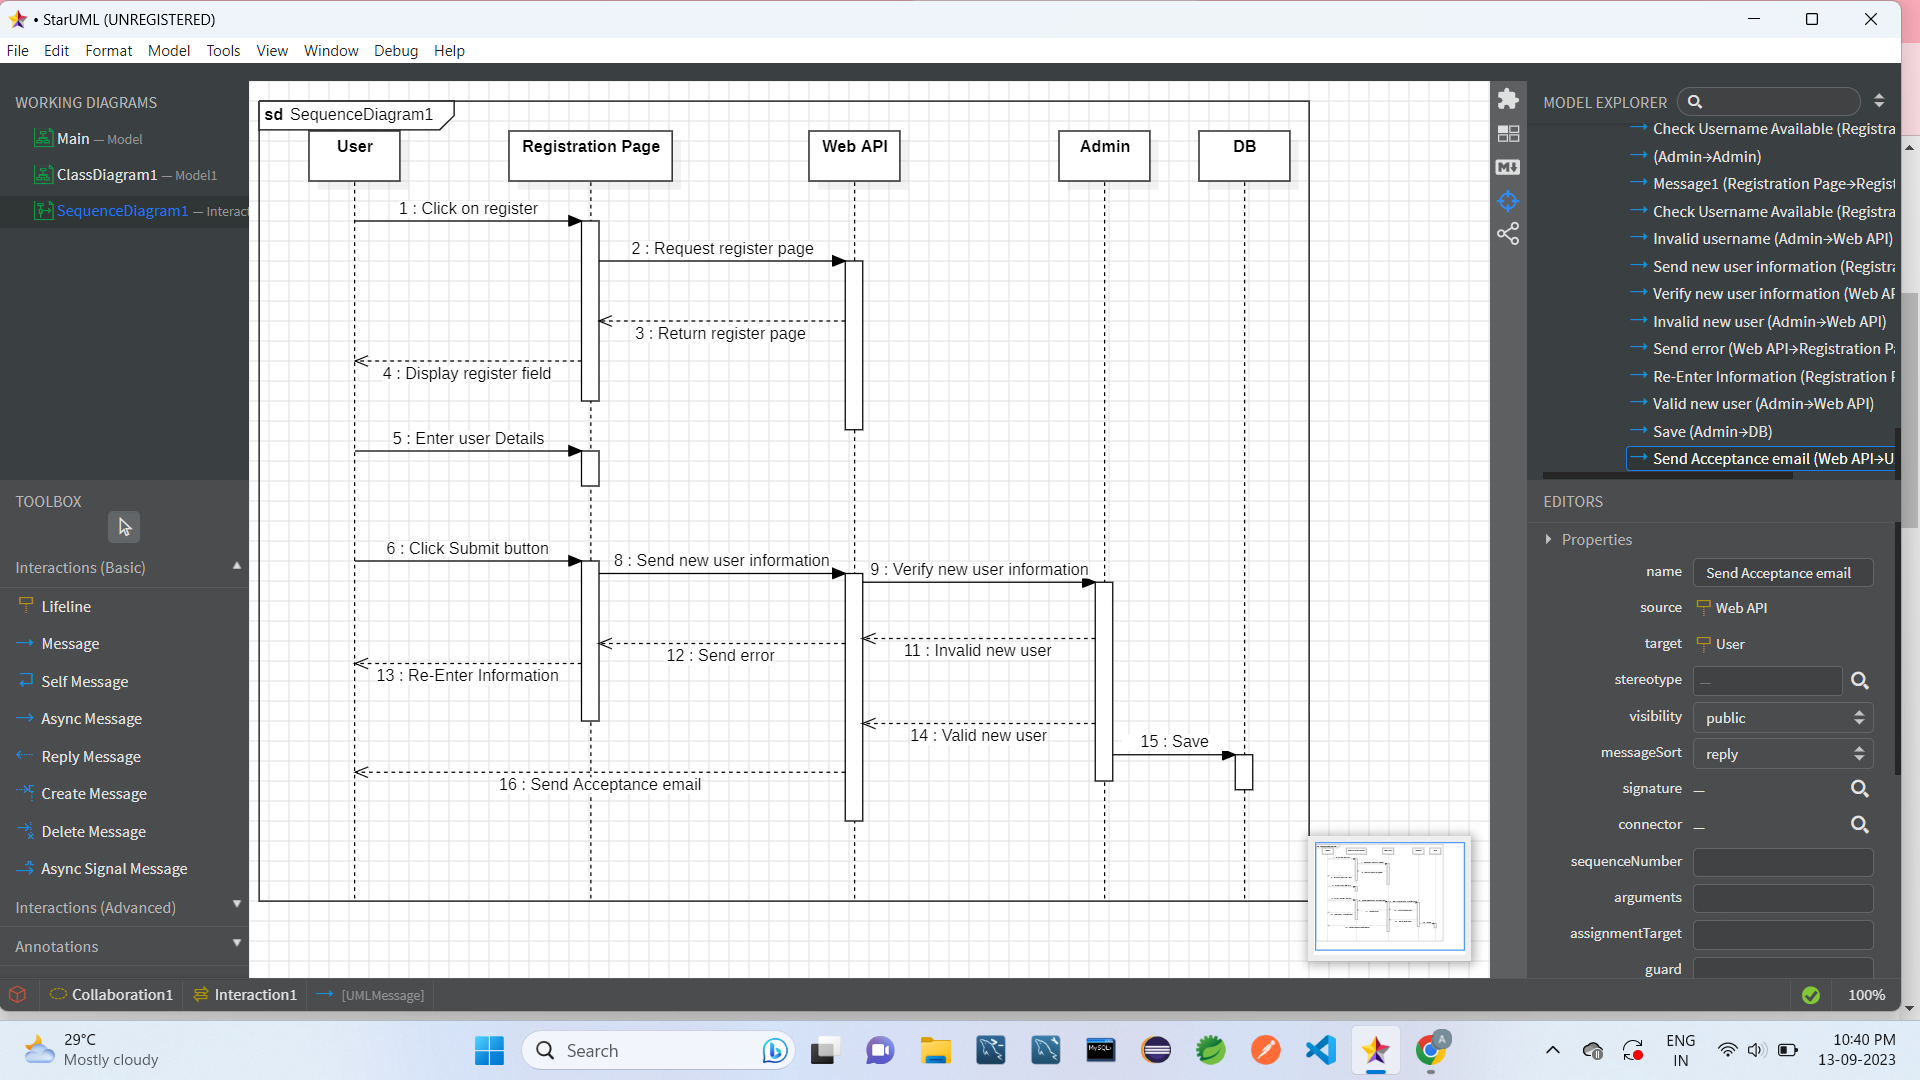 • StarUML (UNREGISTERED)
File Edit Format Model Tools View Window Debug Help
WORKING DIAGRAMS
Main — Model
ClassDiagram1 — Model1
SequenceDiagram1 — Interact
TOOLBOX
Interactions (Basic)
Lifeline
Message
Self Message
Async Message
Reply Message
Create Message
Delete Message
Async Signal Message
Interactions (Advanced)
Annotations
sd SequenceDiagram1
User
Registration Page
Web API
Admin
DB
1 : Click on register
2 : Request register page
3 : Return register page
4 : Display register field
5 : Enter user Details
6 : Click Submit button
8 : Send new user information
9 : Verify new user information
11 : Invalid new user
12 : Send error
13 : Re-Enter Information
14 : Valid new user
15 : Save
16 : Send Acceptance email
MODEL EXPLORER
Check Username Available (Registra
(Admin→Admin)
Message1 (Registration Page→Regist
Check Username Available (Registra
Invalid username (Admin→Web API)
Send new user information (Registra
Verify new user information (Web AP
Invalid new user (Admin→Web API)
Send error (Web API→Registration Pa
Re-Enter Information (Registration P
Valid new user (Admin→Web API)
Save (Admin→DB)
Send Acceptance email (Web API→U
EDITORS
Properties
name Send Acceptance email
source Web API
target User
stereotype —
visibility public
messageSort reply
signature —
connector —
sequenceNumber
arguments
assignmentTarget
guard
Collaboration1 Interaction1 [UMLMessage]
100%
29°C
Mostly cloudy
Search
MySQL
A
ENG
IN
10:40 PM
13-09-2023